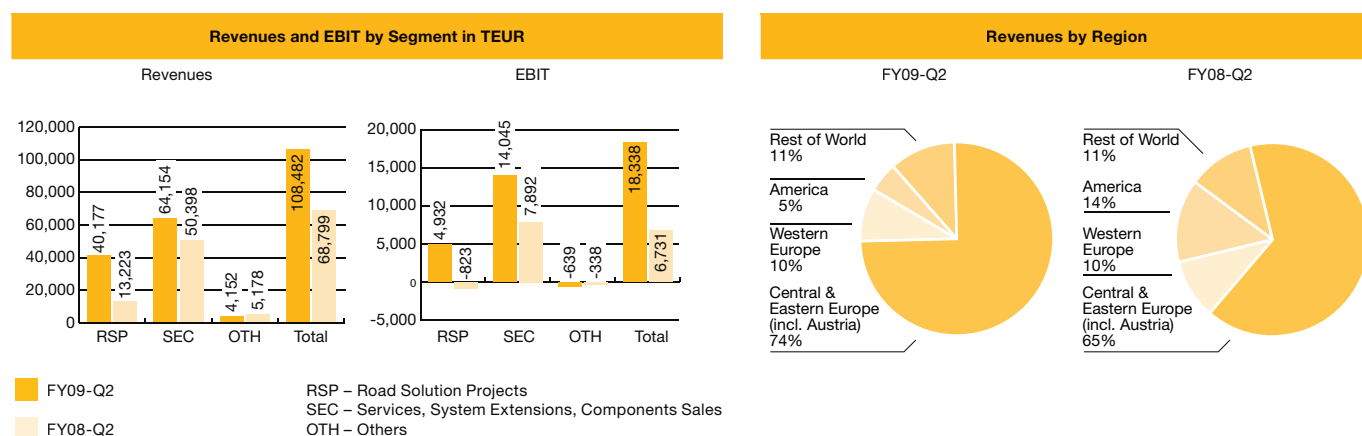 Revenues and EBIT by Segment in TEUR
Revenues
EBIT
120,000
100,000
80,000
60,000
40,000
20,000
0
40,177
13,223
64,154
50,398
4,152
5,178
108,482
68,799
RSP
SEC
OTH
Total
20,000
15,000
10,000
5,000
0
-5,000
4,932
-823
14,045
7,892
-639
-338
18,338
6,731
RSP
SEC
OTH
Total
FY09-Q2
FY08-Q2
RSP – Road Solution Projects
SEC – Services, System Extensions, Components Sales
OTH – Others
Revenues by Region
FY09-Q2
Rest of World
11%
America
5%
Western
Europe
10%
Central &
Eastern Europe
(incl. Austria)
74%
FY08-Q2
Rest of World
11%
America
14%
Western
Europe
10%
Central &
Eastern Europe
(incl. Austria)
65%